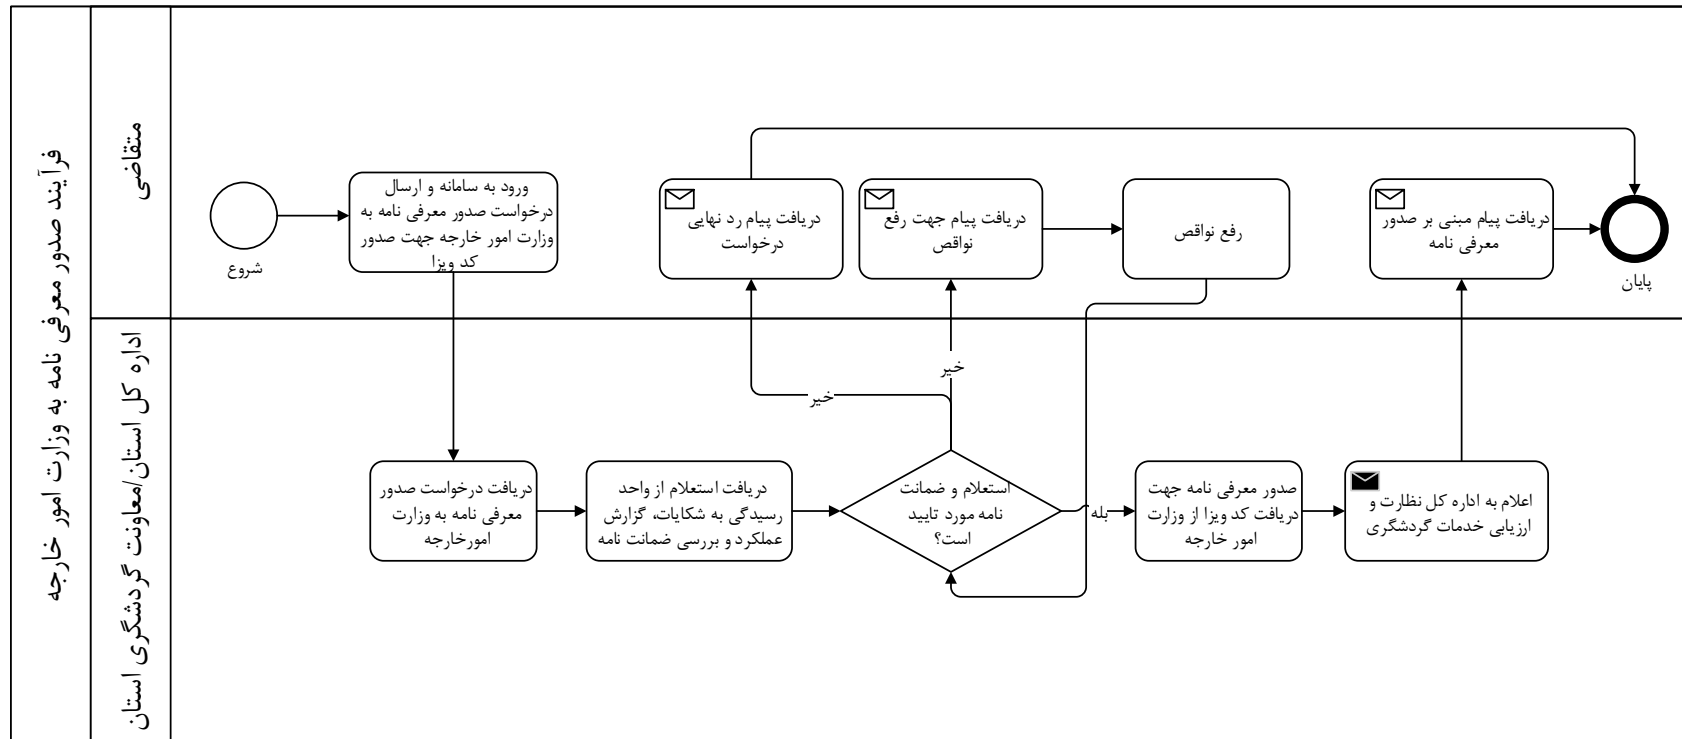 فرآیند صدور معرفی نامه به وزارت امور خارجه
متقاضی
شروع
ورود به سامانه و ارسال
درخواست صدور معرفی نامه به
وزارت امور خارجه جهت صدور
کد ویزا
دریافت پیام رد نهایی
درخواست
دریافت پیام جهت رفع
نواقص
رفع نواقص
دریافت پیام مبنی بر صدور
معرفی نامه
پایان
اداره کل استان/معاونت گردشگری استان
دریافت درخواست صدور
معرفی نامه به وزارت
امورخارجه
دریافت استعلام از واحد
رسیدگی به شکایات، گزارش
عملکرد و بررسی ضمانت نامه
استعلام و ضمانت
نامه مورد تایید
است؟
خیر
خیر
بله
صدور معرفی نامه جهت
دریافت کد ویزا از وزارت
امور خارجه
اعلام به اداره کل نظارت و
ارزیابی خدمات گردشگری